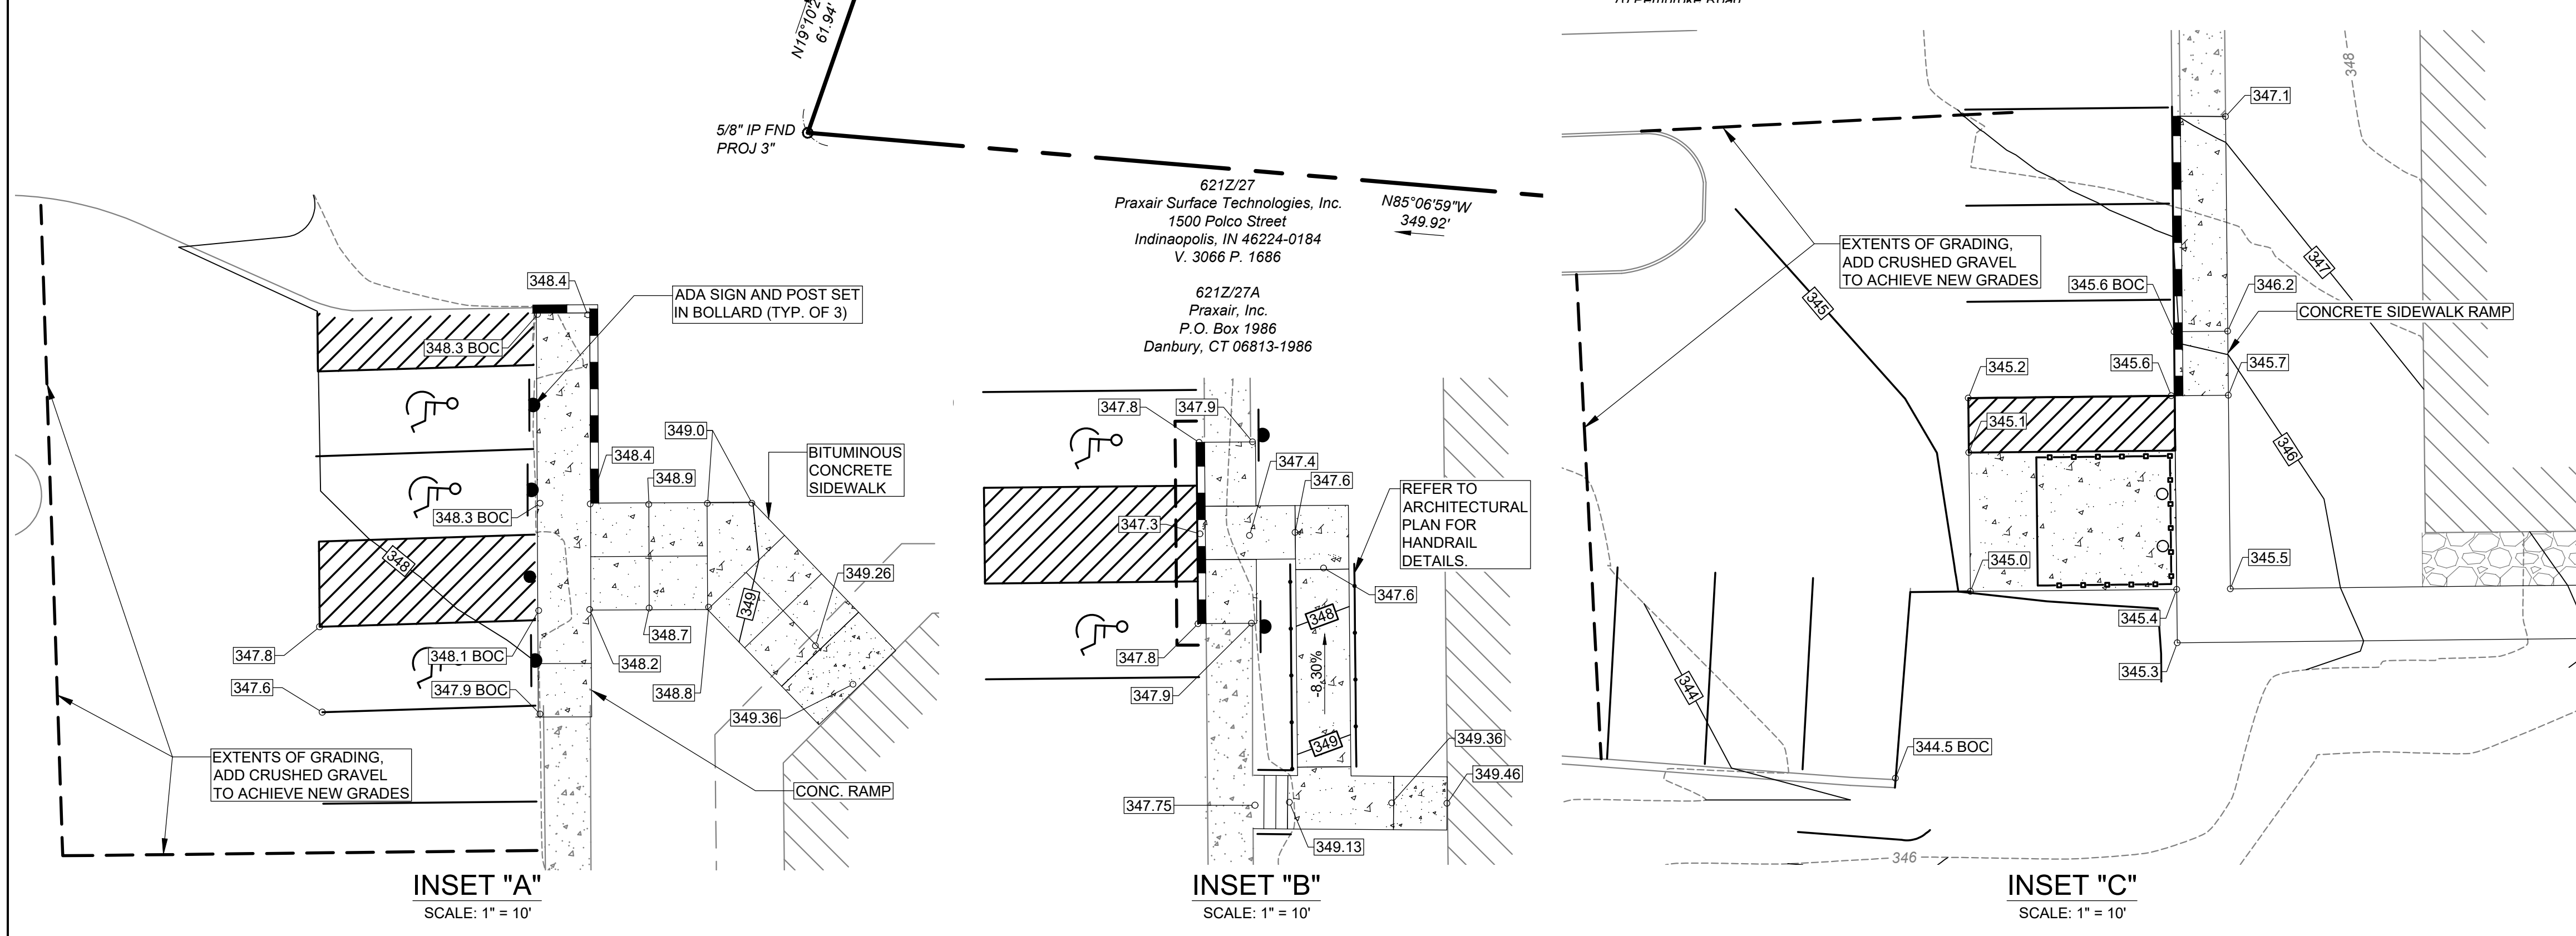 N19°10'2
61.94'
5/8" IP FND
PROJ 3"
621Z/27
Praxair Surface Technologies, Inc.
1500 Polco Street
Indinaopolis, IN 46224-0184
V. 3066 P. 1686
N85°06'59"W
349.92'
621Z/27A
Praxair, Inc.
P.O. Box 1986
Danbury, CT 06813-1986
348.4
ADA SIGN AND POST SET
IN BOLLARD (TYP. OF 3)
348.3 BOC
349.0
348.4
BITUMINOUS
CONCRETE
SIDEWALK
348.9
348.3 BOC
348
349.26
349
348.7
347.8
348.1 BOC
348.2
347.6
347.9 BOC
348.8
349.36
EXTENTS OF GRADING,
ADD CRUSHED GRAVEL
TO ACHIEVE NEW GRADES
CONC. RAMP
INSET "A"
SCALE: 1" = 10'
347.8
347.9
347.4
347.6
REFER TO
ARCHITECTURAL
PLAN FOR
HANDRAIL
DETAILS.
347.3
347.6
348
347.8
-8.30%
347.9
349
349.36
349.46
347.75
349.13
INSET "B"
SCALE: 1" = 10'
70 Pembroke Road
348
347.1
EXTENTS OF GRADING,
ADD CRUSHED GRAVEL
TO ACHIEVE NEW GRADES
347
345
345.6 BOC
346.2
CONCRETE SIDEWALK RAMP
345.2
345.6
345.7
345.1
346
345.0
345.5
345.4
345.3
344
344.5 BOC
346
INSET "C"
SCALE: 1" = 10'